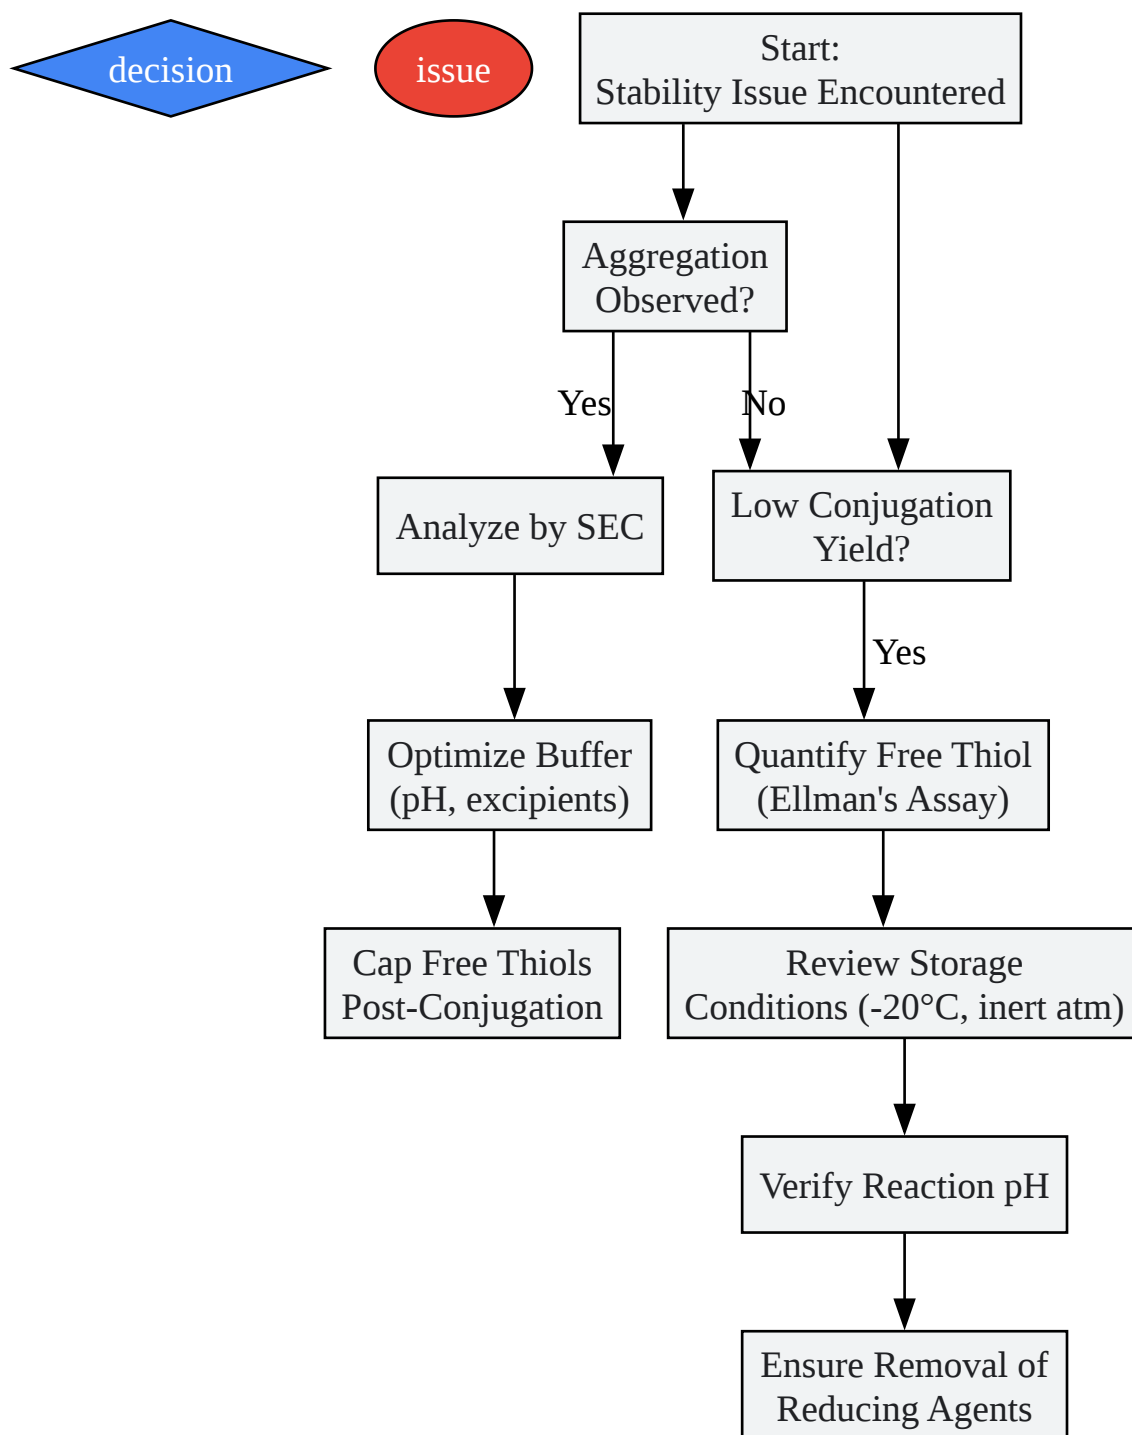 decision
issue
Start:
Stability Issue Encountered
Aggregation
Observed?
Yes
No
Analyze by SEC
Low Conjugation
Yield?
Yes
Optimize Buffer
(pH, excipients)
Quantify Free Thiol
(Ellman's Assay)
Cap Free Thiols
Post-Conjugation
Review Storage
Conditions (-20°C, inert atm)
Verify Reaction pH
Ensure Removal of
Reducing Agents